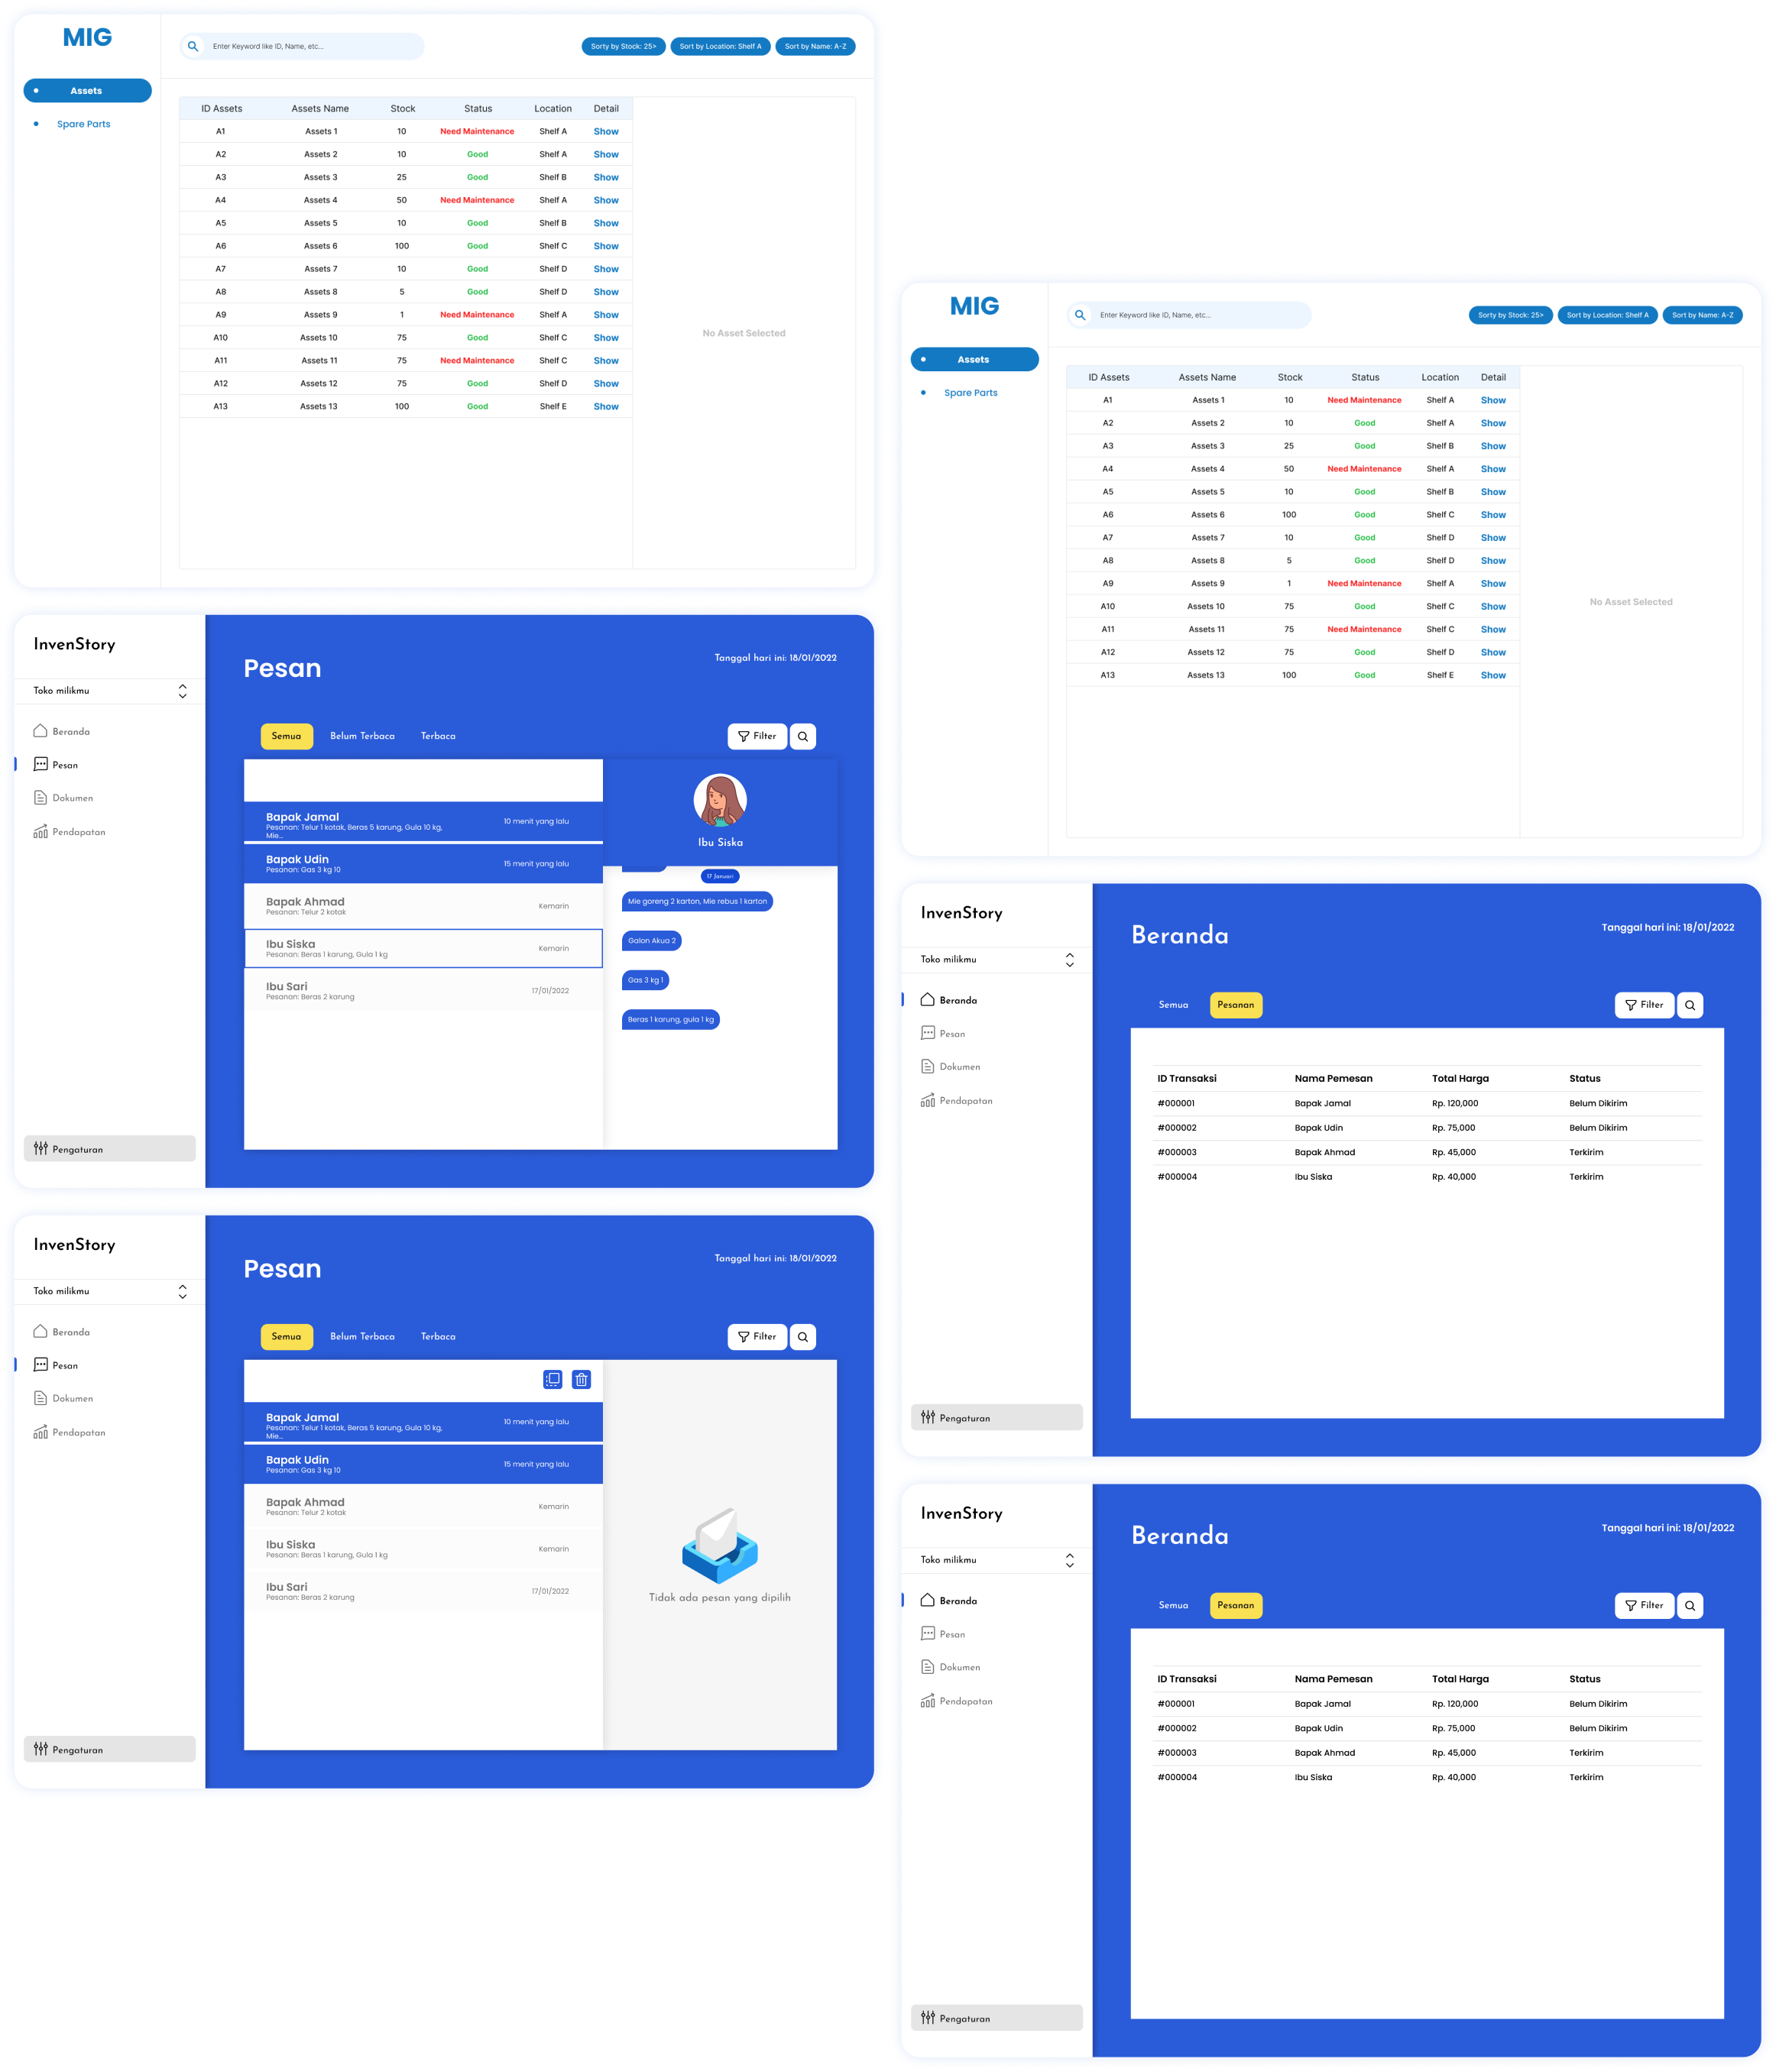 MIG
Assets
Spare Parts
Enter Keyword like ID, Name, etc...
Sorty by Stock: 25>
Sort by Location: Shelf A
Sort by Name: A-Z
ID Assets Assets Name Stock Status Location Detail
A1 Assets 1 10 Need Maintenance Shelf A Show
A2 Assets 2 10 Good Shelf A Show
A3 Assets 3 25 Good Shelf B Show
A4 Assets 4 50 Need Maintenance Shelf A Show
A5 Assets 5 10 Good Shelf B Show
A6 Assets 6 100 Good Shelf C Show
A7 Assets 7 10 Good Shelf D Show
A8 Assets 8 5 Good Shelf D Show
A9 Assets 9 1 Need Maintenance Shelf A Show
A10 Assets 10 75 Good Shelf C Show
A11 Assets 11 75 Need Maintenance Shelf C Show
A12 Assets 12 75 Good Shelf D Show
A13 Assets 13 100 Good Shelf E Show
No Asset Selected
InvenStory
Toko milikmu
Beranda
Pesan
Dokumen
Pendapatan
Pengaturan
Pesan
Tanggal hari ini: 18/01/2022
Semua
Belum Terbaca
Terbaca
Filter
Bapak Jamal
Pesanan: Telur 1 kotak, Beras 5 karung, Gula 10 kg,
Mie...
10 menit yang lalu
Bapak Udin
Pesanan: Gas 3 kg 10
15 menit yang lalu
Bapak Ahmad
Pesanan: Telur 2 kotak
Kemarin
Ibu Siska
Pesanan: Beras 1 karung, Gula 1 kg
Kemarin
Ibu Sari
Pesanan: Beras 2 karung
17/01/2022
Ibu Siska
17 Januari
Mie goreng 2 karton, Mie rebus 1 karton
Galon Akua 2
Gas 3 kg 1
Beras 1 karung, gula 1 kg
InvenStory
Toko milikmu
Beranda
Pesan
Dokumen
Pendapatan
Pengaturan
Pesan
Tanggal hari ini: 18/01/2022
Semua
Belum Terbaca
Terbaca
Filter
Bapak Jamal
Pesanan: Telur 1 kotak, Beras 5 karung, Gula 10 kg,
Mie...
10 menit yang lalu
Bapak Udin
Pesanan: Gas 3 kg 10
15 menit yang lalu
Bapak Ahmad
Pesanan: Telur 2 kotak
Kemarin
Ibu Siska
Pesanan: Beras 1 karung, Gula 1 kg
Kemarin
Ibu Sari
Pesanan: Beras 2 karung
17/01/2022
Tidak ada pesan yang dipilih
MIG
Assets
Spare Parts
Enter Keyword like ID, Name, etc...
Sorty by Stock: 25>
Sort by Location: Shelf A
Sort by Name: A-Z
ID Assets Assets Name Stock Status Location Detail
A1 Assets 1 10 Need Maintenance Shelf A Show
A2 Assets 2 10 Good Shelf A Show
A3 Assets 3 25 Good Shelf B Show
A4 Assets 4 50 Need Maintenance Shelf A Show
A5 Assets 5 10 Good Shelf B Show
A6 Assets 6 100 Good Shelf C Show
A7 Assets 7 10 Good Shelf D Show
A8 Assets 8 5 Good Shelf D Show
A9 Assets 9 1 Need Maintenance Shelf A Show
A10 Assets 10 75 Good Shelf C Show
A11 Assets 11 75 Need Maintenance Shelf C Show
A12 Assets 12 75 Good Shelf D Show
A13 Assets 13 100 Good Shelf E Show
No Asset Selected
InvenStory
Toko milikmu
Beranda
Pesan
Dokumen
Pendapatan
Pengaturan
Beranda
Tanggal hari ini: 18/01/2022
Semua
Pesanan
Filter
ID Transaksi Nama Pemesan Total Harga Status
#000001 Bapak Jamal Rp. 120,000 Belum Dikirim
#000002 Bapak Udin Rp. 75,000 Belum Dikirim
#000003 Bapak Ahmad Rp. 45,000 Terkirim
#000004 Ibu Siska Rp. 40,000 Terkirim
InvenStory
Toko milikmu
Beranda
Pesan
Dokumen
Pendapatan
Pengaturan
Beranda
Tanggal hari ini: 18/01/2022
Semua
Pesanan
Filter
ID Transaksi Nama Pemesan Total Harga Status
#000001 Bapak Jamal Rp. 120,000 Belum Dikirim
#000002 Bapak Udin Rp. 75,000 Belum Dikirim
#000003 Bapak Ahmad Rp. 45,000 Terkirim
#000004 Ibu Siska Rp. 40,000 Terkirim